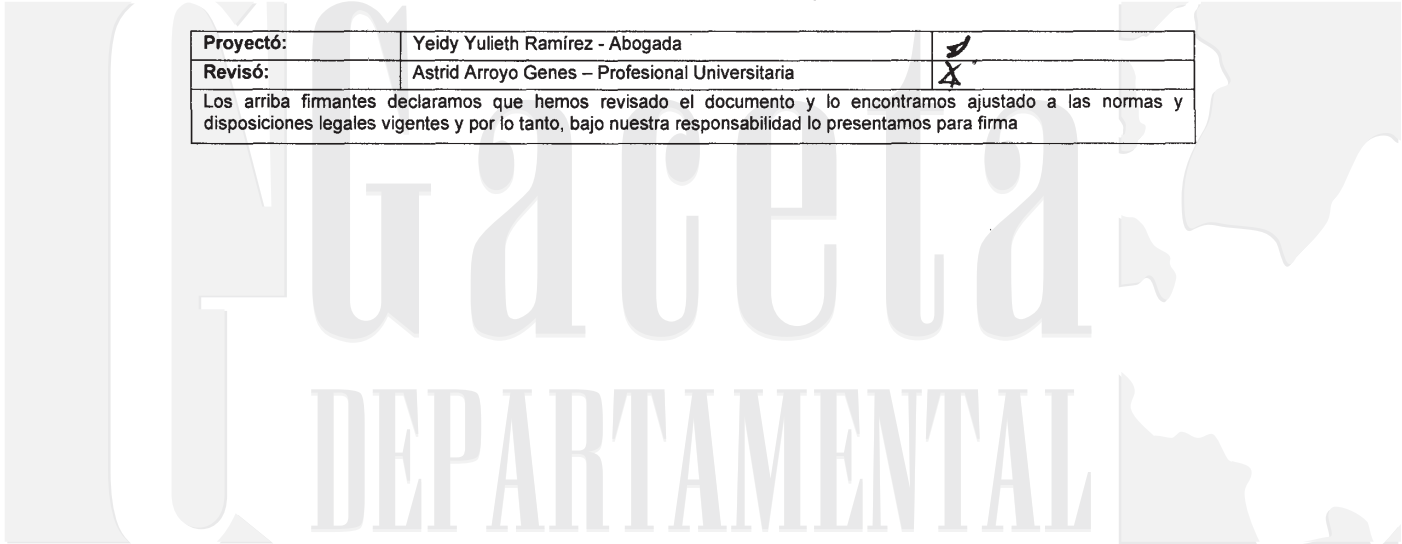 Proyectó: Yeidy Yulieth Ramírez - Abogada
Revisó: Astrid Arroyo Genes – Profesional Universitaria
Los arriba firmantes declaramos que hemos revisado el documento y lo encontramos ajustado a las normas y
disposiciones legales vigentes y por lo tanto, bajo nuestra responsabilidad lo presentamos para firma
Gaceta
DEPARTAMENTAL